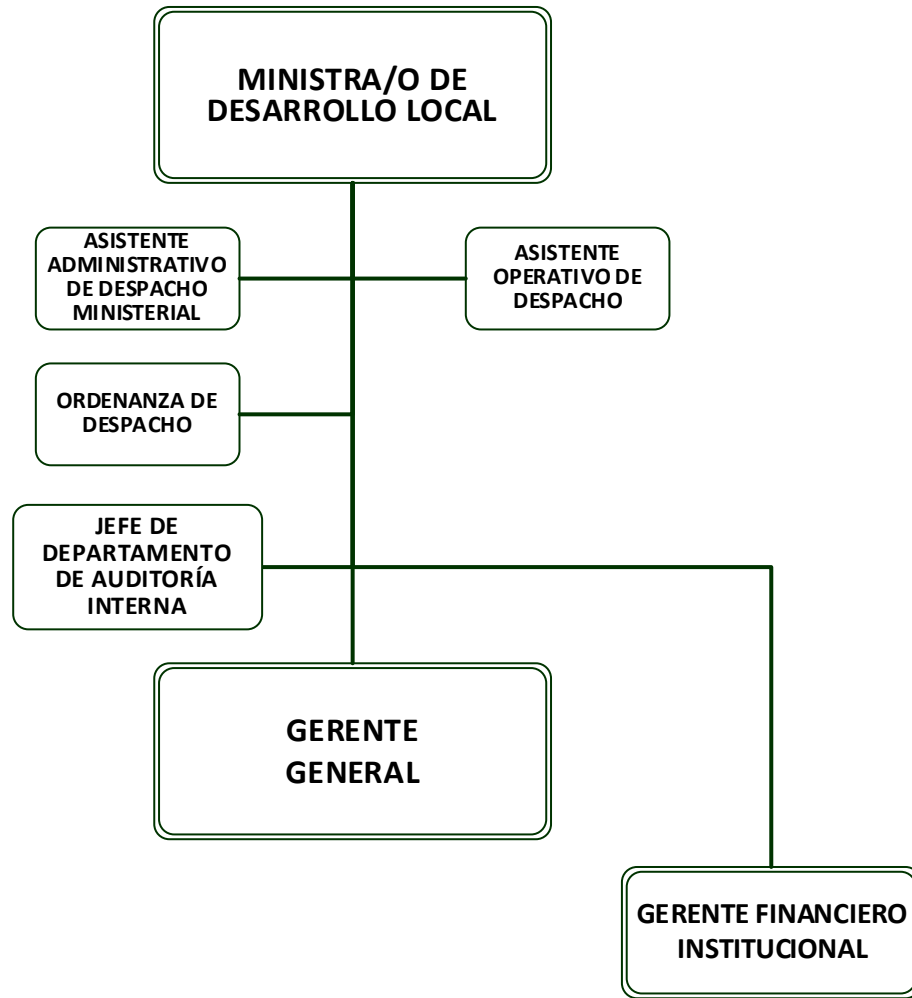 MINISTRA/O DE
DESARROLLO LOCAL
ASISTENTE
ADMINISTRATIVO
DE DESPACHO
MINISTERIAL
ASISTENTE
OPERATIVO DE
DESPACHO
ORDENANZA DE
DESPACHO
JEFE DE
DEPARTAMENTO
DE AUDITORÍA
INTERNA
GERENTE
GENERAL
GERENTE FINANCIERO
INSTITUCIONAL